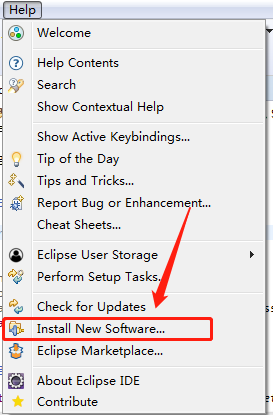 Help
Welcome
Help Contents
Search
Show Contextual Help
Show Active Keybindings...
Tip of the Day
Tips and Tricks...
Report Bug or Enhancement...
Cheat Sheets...
Eclipse User Storage
Perform Setup Tasks...
Check for Updates
Install New Software...
Eclipse Marketplace...
About Eclipse IDE
Contribute